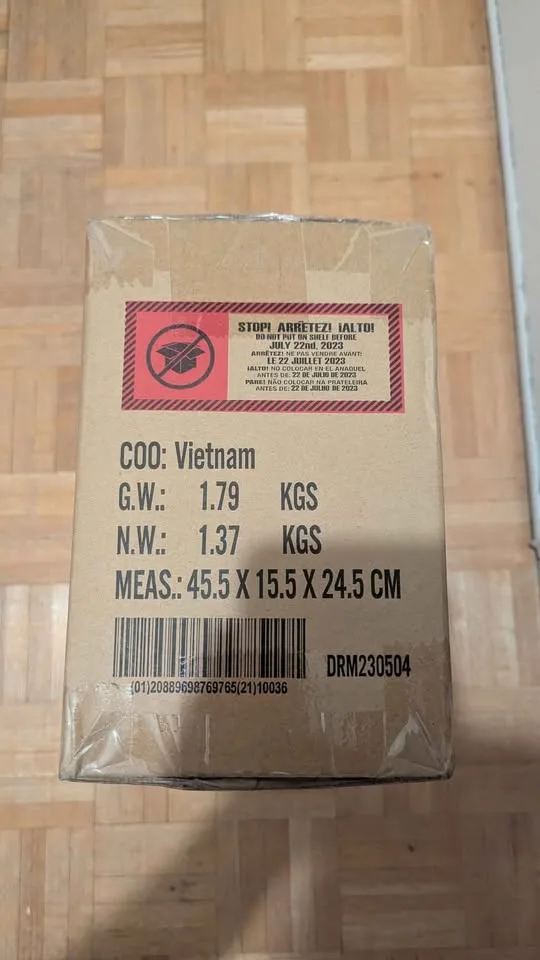 STOP! ARRÊTEZ! ¡ALTO!
DO NOT PUT ON SHELF BEFORE
JULY 22nd, 2023
ARRÊTEZ! NE PAS VENDRE AVANT:
LE 22 JUILLET 2023
¡ALTO! NO COLOCAR EN EL ANAQUEL
ANTES DE: 22 DE JULIO DE 2023
PARE! NÃO COLOCAR NA PRATELEIRA
ANTES DE: 22 DE JULHO DE 2023
COO: Vietnam
G.W.: 1.79 KGS
N.W.: 1.37 KGS
MEAS.: 45.5 X 15.5 X 24.5 CM
(01)20889698769765(21)10036
DRM230504